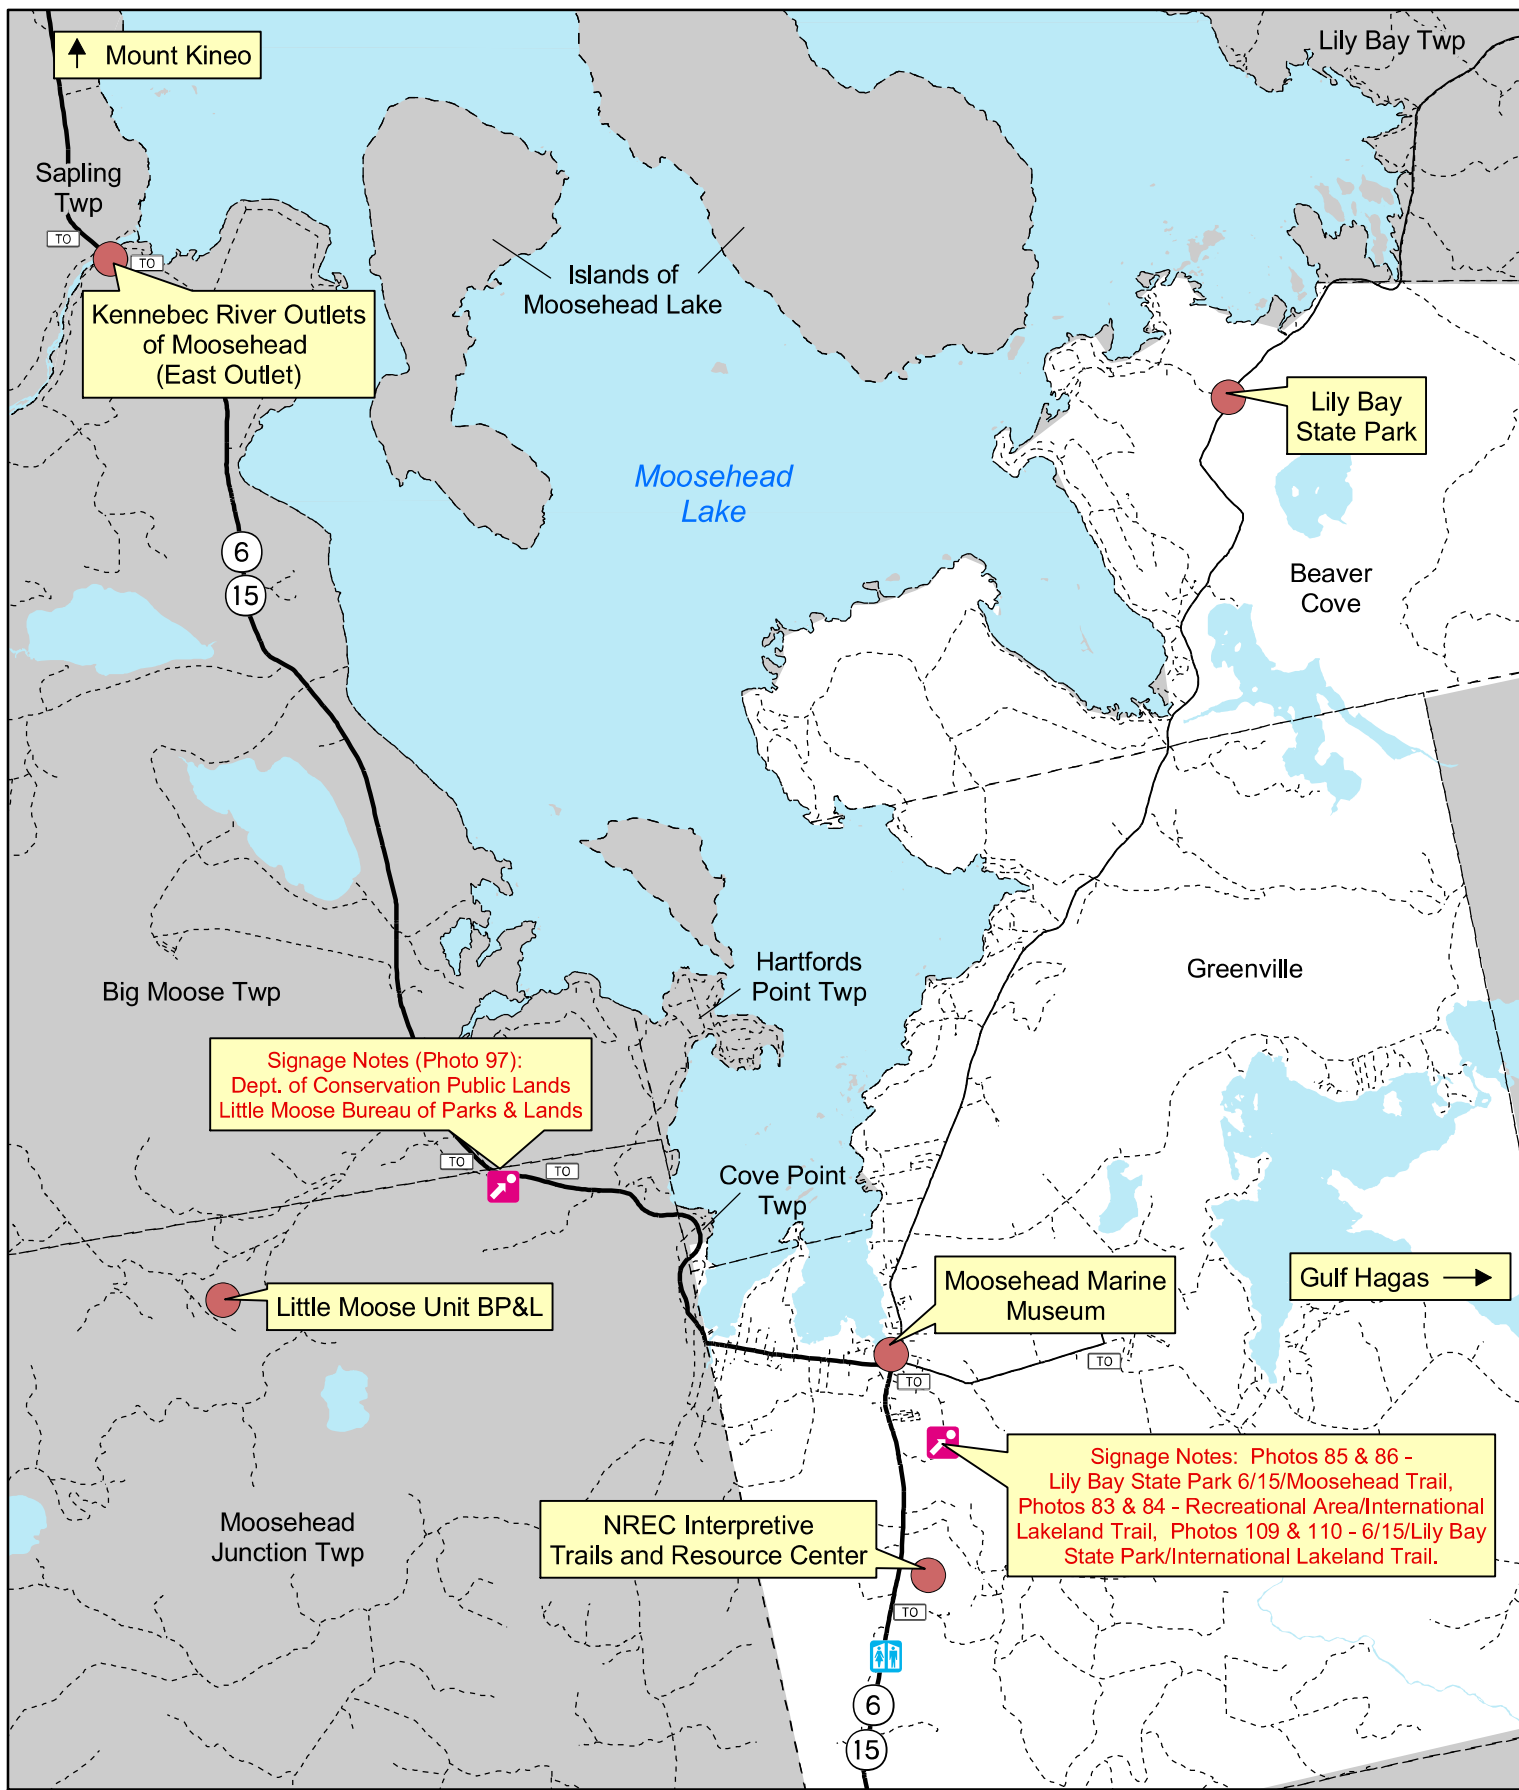 Mount Kineo
Lily Bay Twp
Sapling
Twp
TO
TO
Kennebec River Outlets
of Moosehead
(East Outlet)
Islands of
Moosehead Lake
Lily Bay
State Park
Moosehead
Lake
6
15
Beaver
Cove
Hartfords
Point Twp
Greenville
Big Moose Twp
Signage Notes (Photo 97):
Dept. of Conservation Public Lands
Little Moose Bureau of Parks & Lands
TO
TO
Cove Point
Twp
Moosehead Marine
Museum
Gulf Hagas
Little Moose Unit BP&L
TO
TO
Signage Notes: Photos 85 & 86 -
Lily Bay State Park 6/15/Moosehead Trail,
Photos 83 & 84 - Recreational Area/International
Lakeland Trail, Photos 109 & 110 - 6/15/Lily Bay
State Park/International Lakeland Trail.
Moosehead
Junction Twp
NREC Interpretive
Trails and Resource Center
TO
6
15